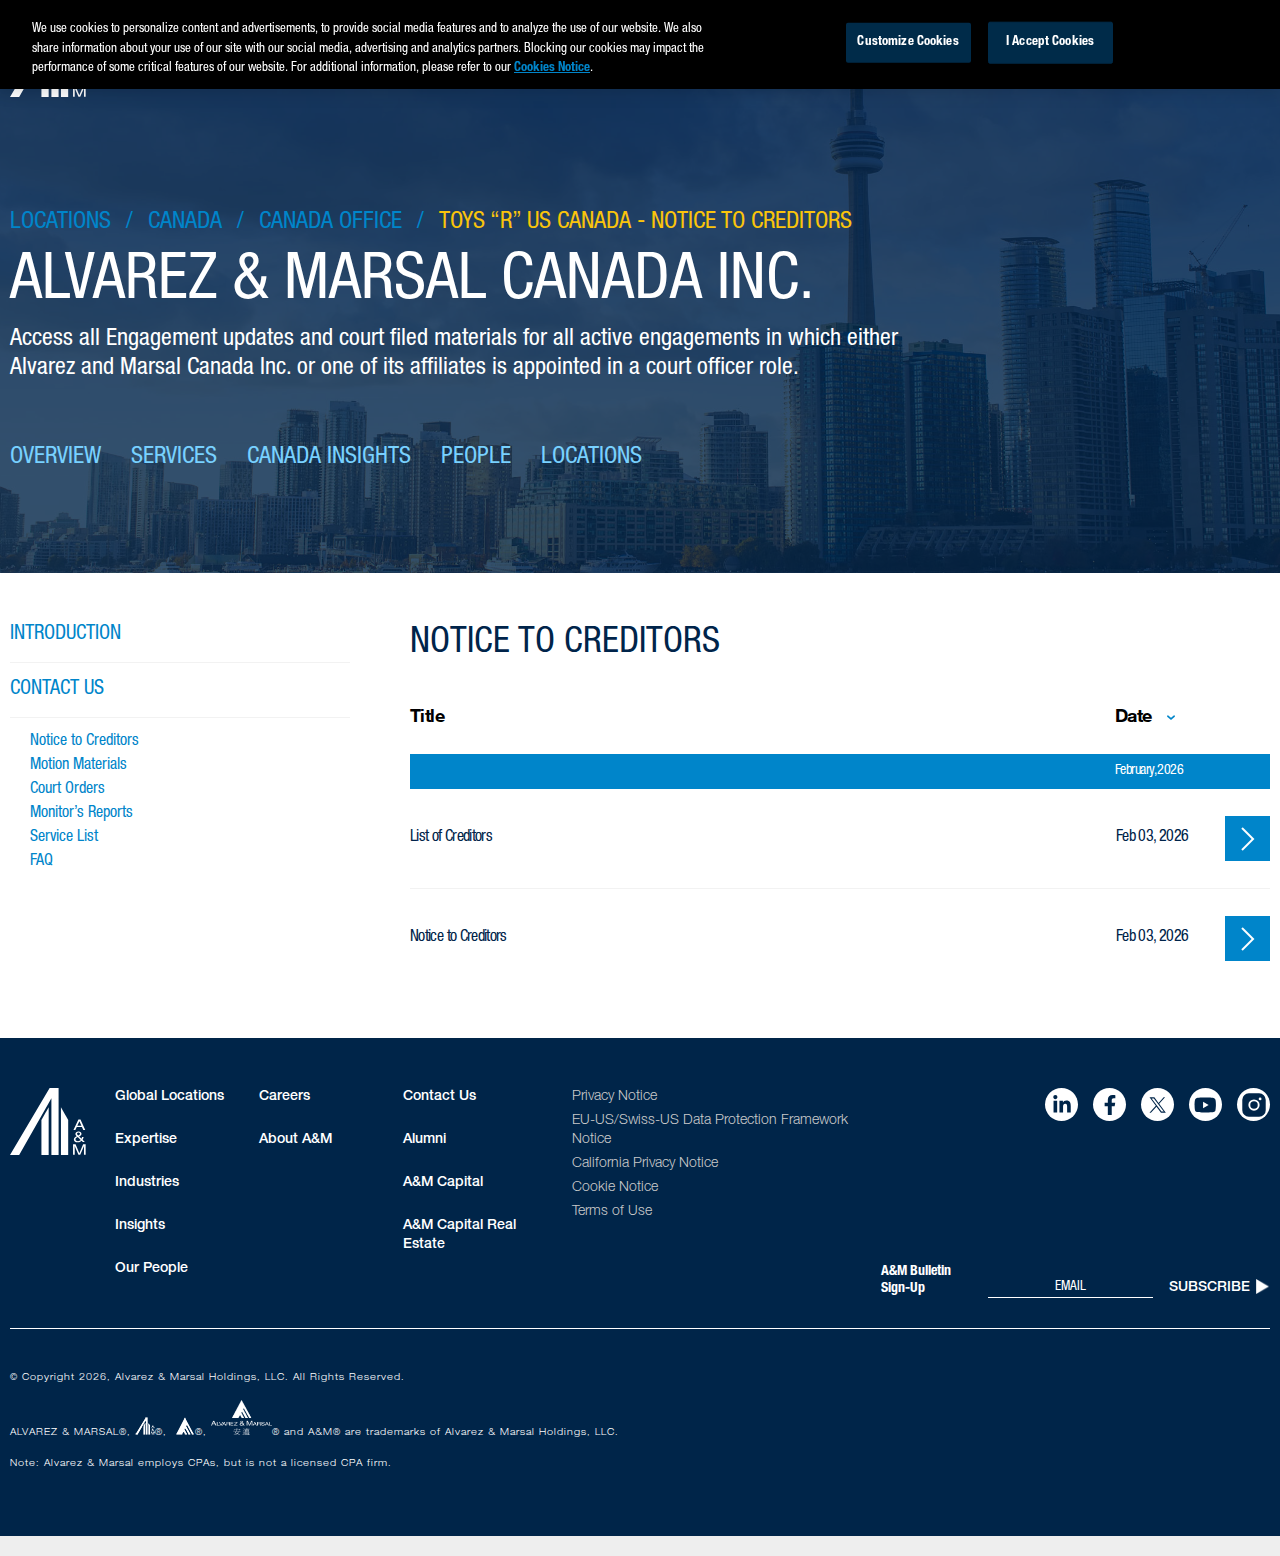 We use cookies to personalize content and advertisements, to provide social media features and to analyze the use of our website. We also
share information about your use of our site with our social media, advertising and analytics partners. Blocking our cookies may impact the
performance of some critical features of our website. For additional information, please refer to our Cookies Notice.
Customize Cookies
I Accept Cookies
M
LOCATIONS / CANADA / CANADA OFFICE / TOYS “R” US CANADA - NOTICE TO CREDITORS
ALVAREZ & MARSAL CANADA INC.
Access all Engagement updates and court filed materials for all active engagements in which either
Alvarez and Marsal Canada Inc. or one of its affiliates is appointed in a court officer role.
OVERVIEW SERVICES CANADA INSIGHTS PEOPLE LOCATIONS
INTRODUCTION
CONTACT US
Notice to Creditors
Motion Materials
Court Orders
Monitor’s Reports
Service List
FAQ
NOTICE TO CREDITORS
Title Date
February,2026
List of Creditors Feb 03, 2026
Notice to Creditors Feb 03, 2026
A
&
M
Global Locations
Expertise
Industries
Insights
Our People
Careers
About A&M
Contact Us
Alumni
A&M Capital
A&M Capital Real
Estate
Privacy Notice
EU-US/Swiss-US Data Protection Framework
Notice
California Privacy Notice
Cookie Notice
Terms of Use
A&M Bulletin
Sign-Up
EMAIL
SUBSCRIBE
© Copyright 2026, Alvarez & Marsal Holdings, LLC. All Rights Reserved.
ALVAREZ & MARSAL®, ®, ®, ALVAREZ & MARSAL ® and A&M® are trademarks of Alvarez & Marsal Holdings, LLC.
Note: Alvarez & Marsal employs CPAs, but is not a licensed CPA firm.